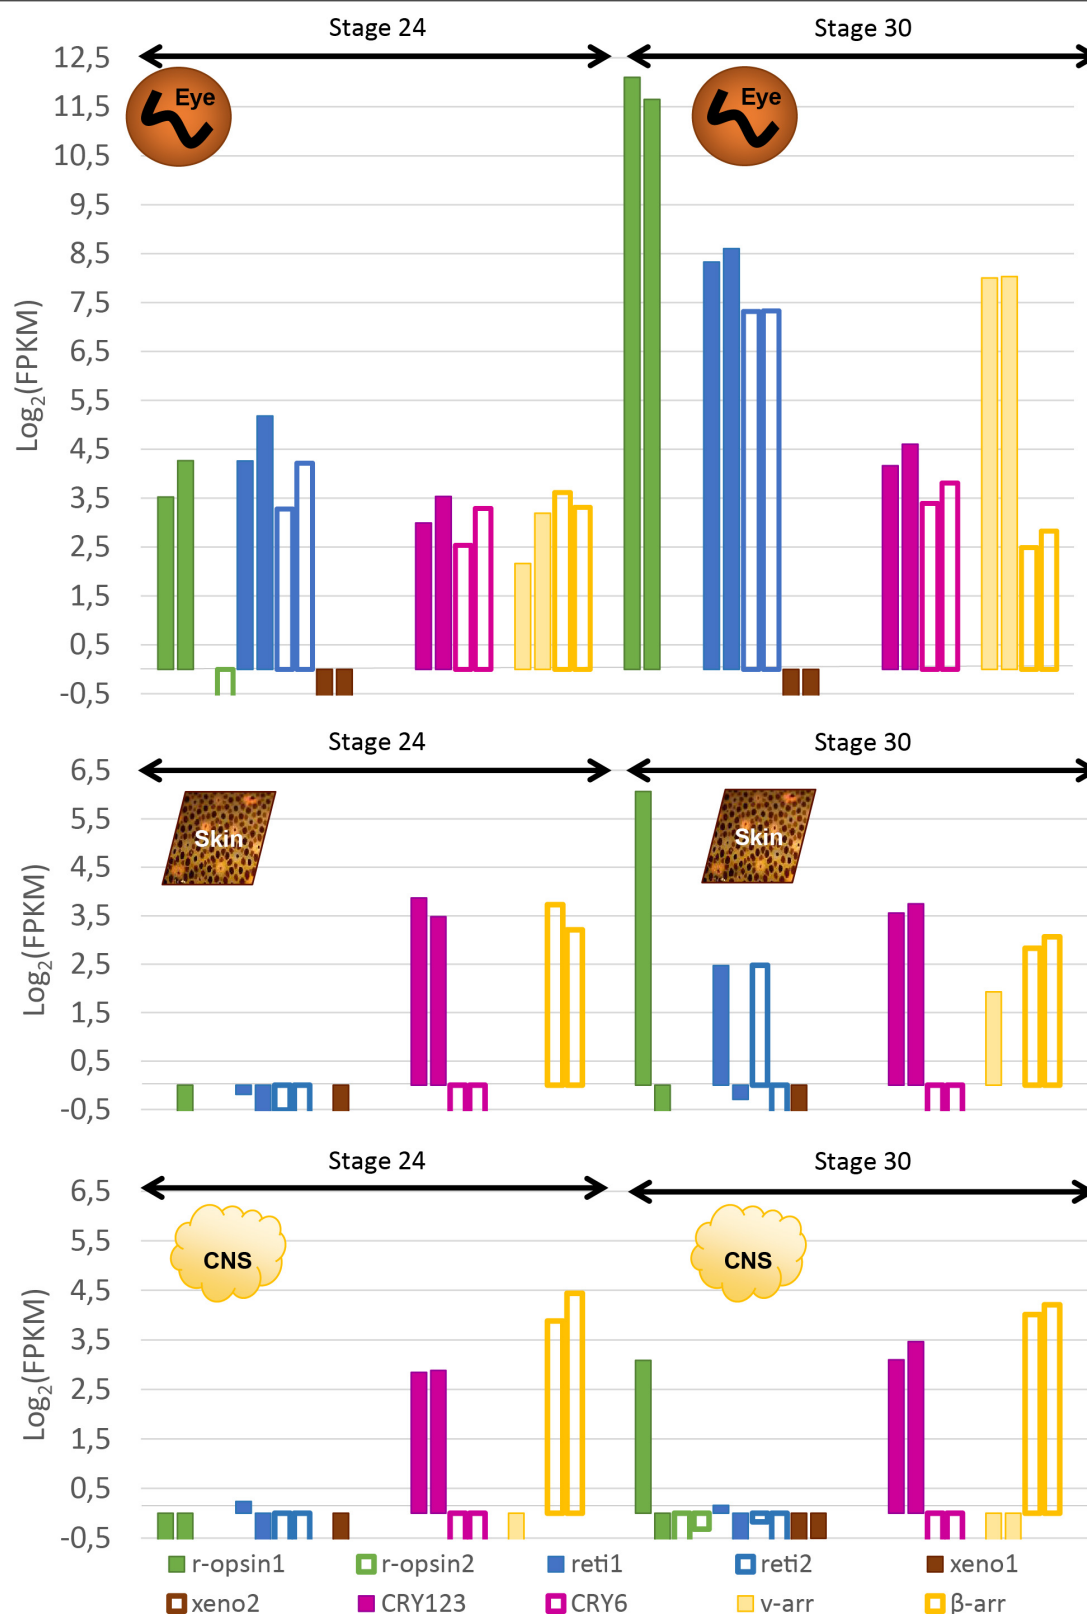 Stage 24 Stage 30
12,5
Eye Eye
11,5
10,5
9,5
8,5
7,5
6,5
5,5
4,5
3,5
2,5
1,5
0,5
-0,5
Log₂(FPKM)
Stage 24 Stage 30
6,5
5,5
Skin Skin
4,5
3,5
2,5
1,5
0,5
-0,5
Log₂(FPKM)
Stage 24 Stage 30
6,5
5,5
CNS CNS
4,5
3,5
2,5
1,5
0,5
-0,5
Log₂(FPKM)
r-opsin1 r-opsin2 reti1 reti2 xeno1
xeno2 CRY123 CRY6 v-arr β-arr